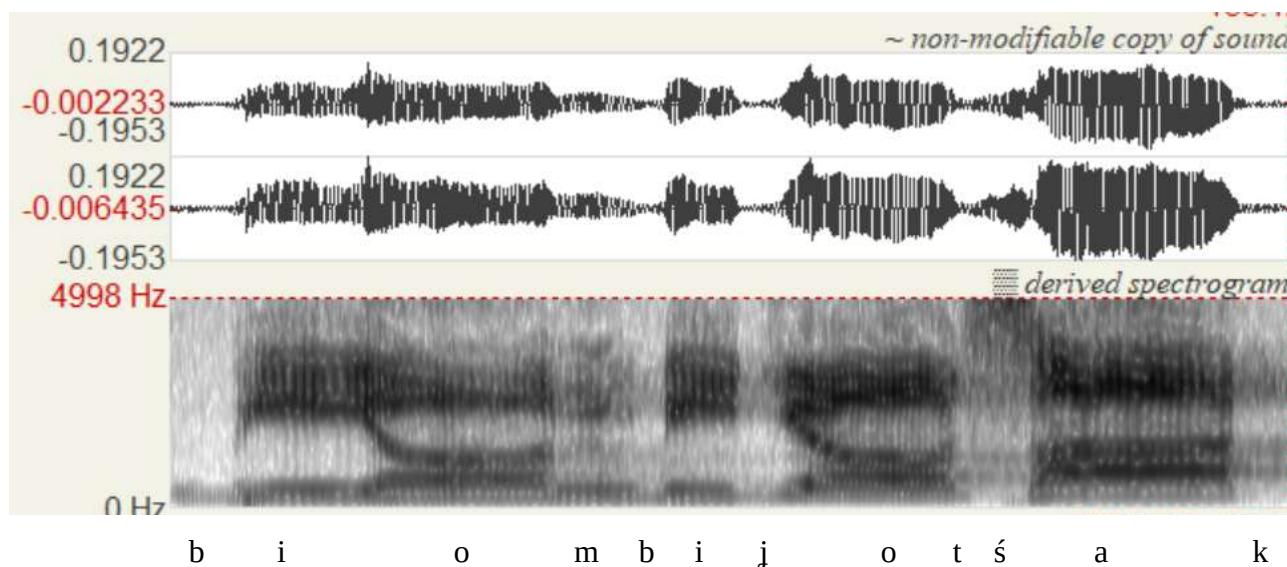 0.1922
~ non-modifiable copy of sound
-0.002233
-0.1953
0.1922
-0.006435
-0.1953
4998 Hz
derived spectrogram
0 Hz
b i o m b i ʝ o t ś a k